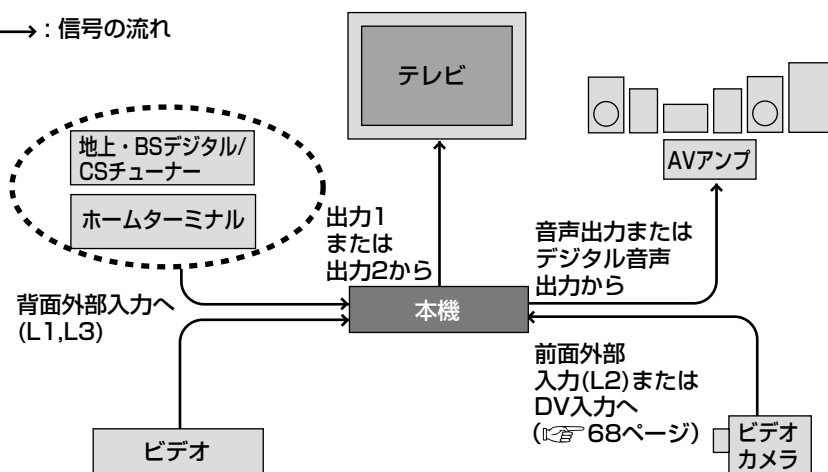 → : 信号の流れ
テレビ
地上・BSデジタル/
CSチューナー
ホームターミナル
AVアンプ
出力1
または
出力2から
音声出力または
デジタル音声
出力から
背面外部入力へ
(L1,L3)
本機
前面外部
入力(L2)または
DV入力へ
(☞68ページ)
ビデオ
ビデオ
カメラ